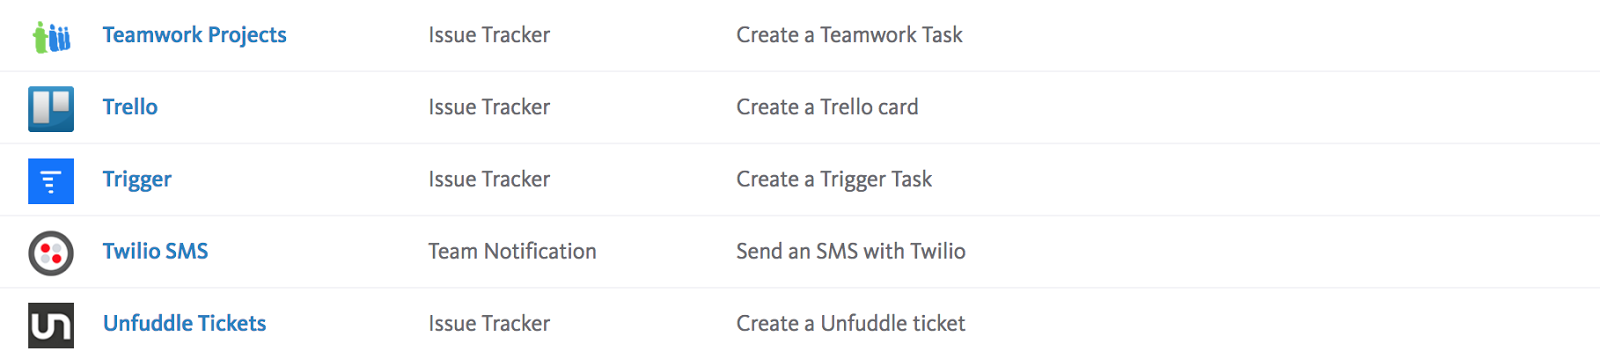 Teamwork Projects Issue Tracker Create a Teamwork Task
Trello Issue Tracker Create a Trello card
Trigger Issue Tracker Create a Trigger Task
Twilio SMS Team Notification Send an SMS with Twilio
un Unfuddle Tickets Issue Tracker Create a Unfuddle ticket